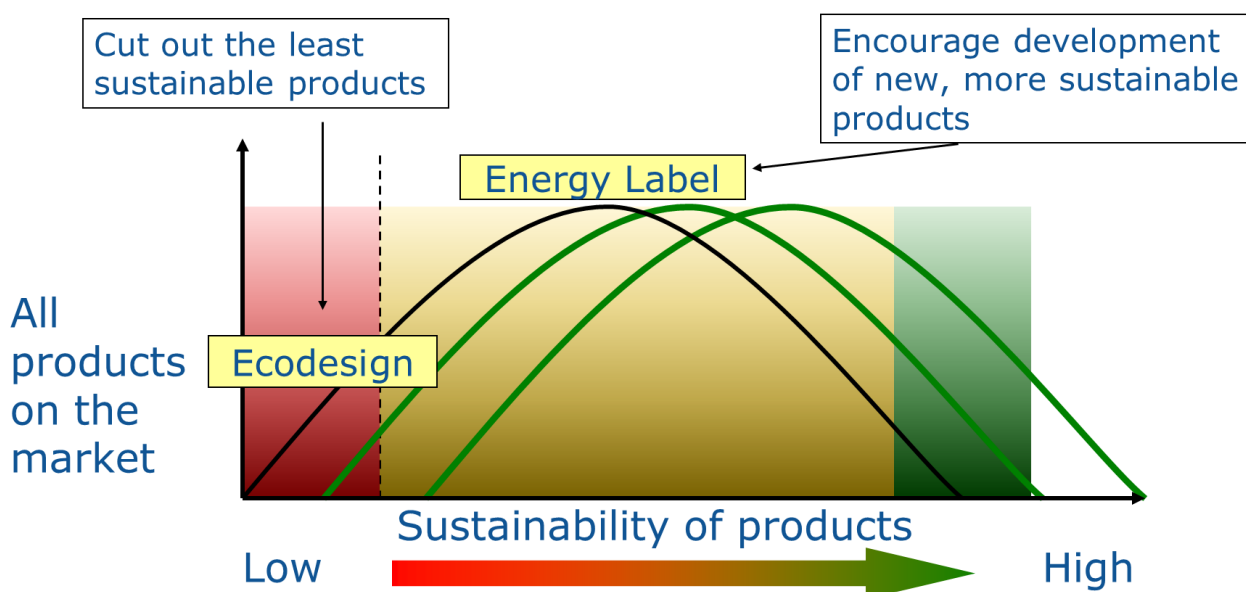 Cut out the least
sustainable products
Encourage development
of new, more sustainable
products
Energy Label
Ecodesign
All
products
on the
market
Sustainability of products
Low
High